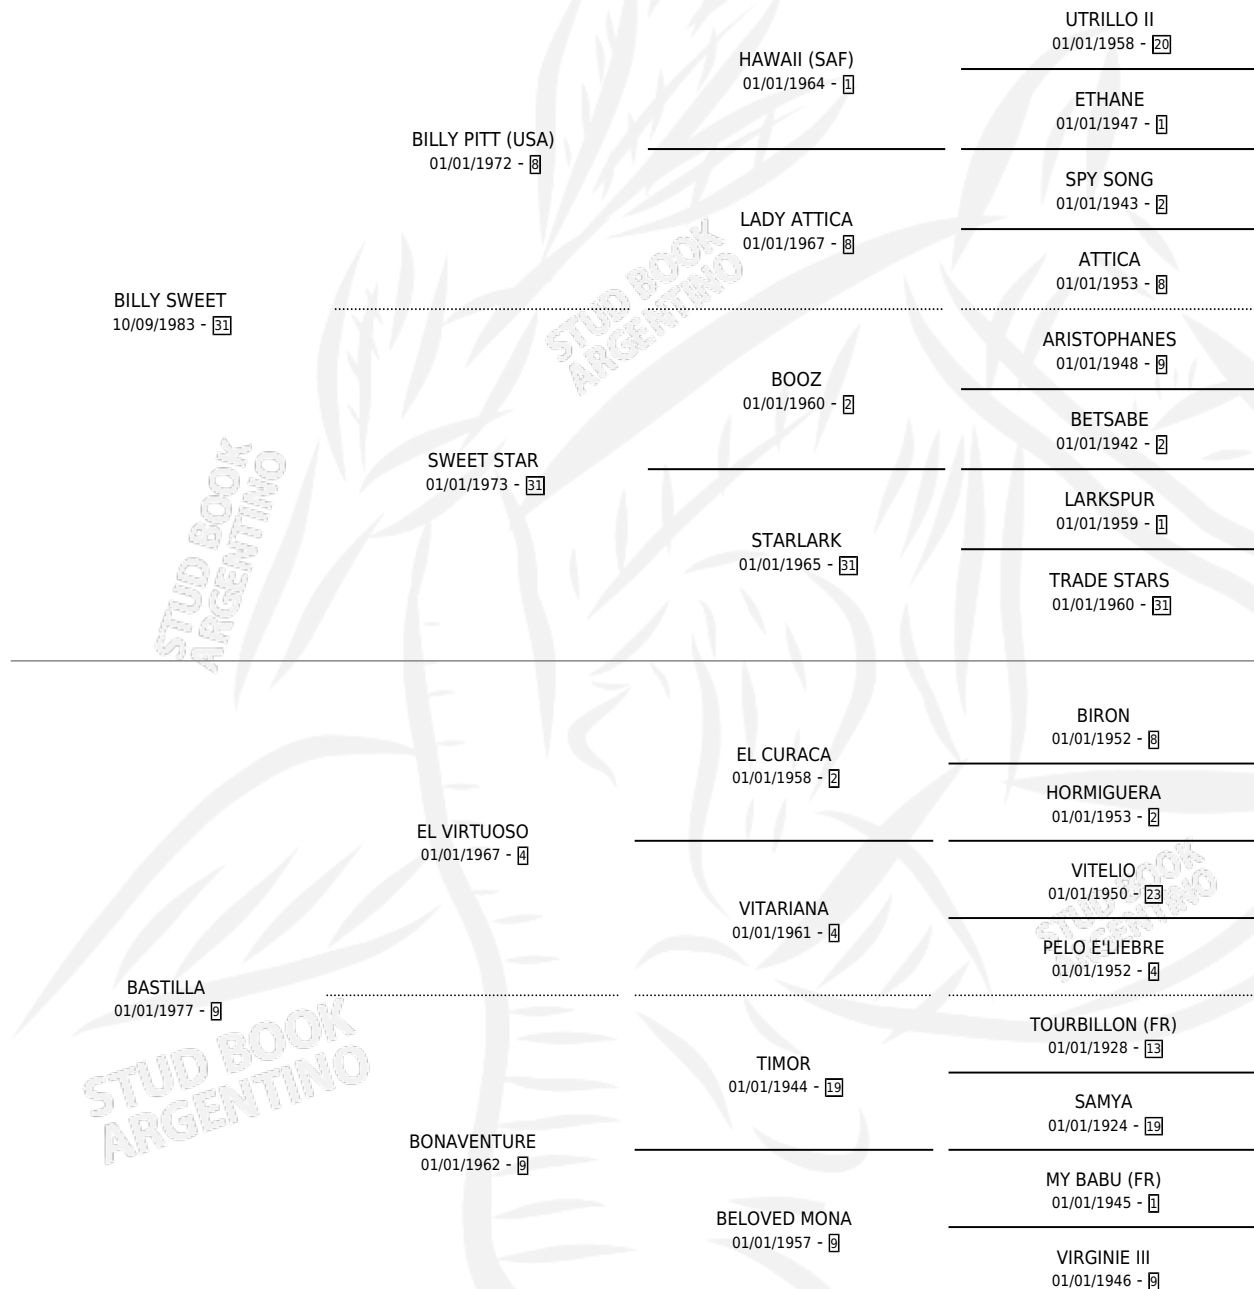 UTRILLO II
01/01/1958 - 20
HAWAII (SAF)
01/01/1964 - 1
ETHANE
01/01/1947 - 1
BILLY PITT (USA)
01/01/1972 - 8
SPY SONG
01/01/1943 - 2
LADY ATTICA
01/01/1967 - 8
ATTICA
01/01/1953 - 8
BILLY SWEET
10/09/1983 - 31
ARISTOPHANES
01/01/1948 - 9
BOOZ
01/01/1960 - 2
BETSABE
01/01/1942 - 2
SWEET STAR
01/01/1973 - 31
LARKSPUR
01/01/1959 - 1
STARLARK
01/01/1965 - 31
TRADE STARS
01/01/1960 - 31
BIRON
01/01/1952 - 8
EL CURACA
01/01/1958 - 2
HORMIGUERA
01/01/1953 - 2
EL VIRTUOSO
01/01/1967 - 4
VITELIO
01/01/1950 - 23
VITARIANA
01/01/1961 - 4
PELO E'LIEBRE
01/01/1952 - 4
BASTILLA
01/01/1977 - 9
TOURBILLON (FR)
01/01/1928 - 13
TIMOR
01/01/1944 - 19
SAMYA
01/01/1924 - 19
BONAVENTURE
01/01/1962 - 9
MY BABU (FR)
01/01/1945 - 1
BELOVED MONA
01/01/1957 - 9
VIRGINIE III
01/01/1946 - 9
STUD BOOK
ARGENTINO
STUD BOOK
ARGENTINO
STUD BOOK
ARGENTINO
STUD BOOK
ARGENTINO